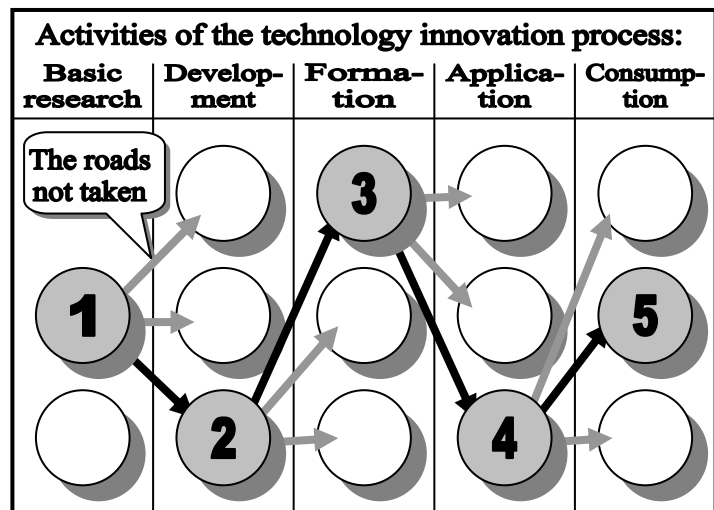 Activities of the technology innovation process:
Basic
research
Develop-
ment
Forma-
tion
Applica-
tion
Consump-
tion
The roads
not taken
3
1
5
2
4